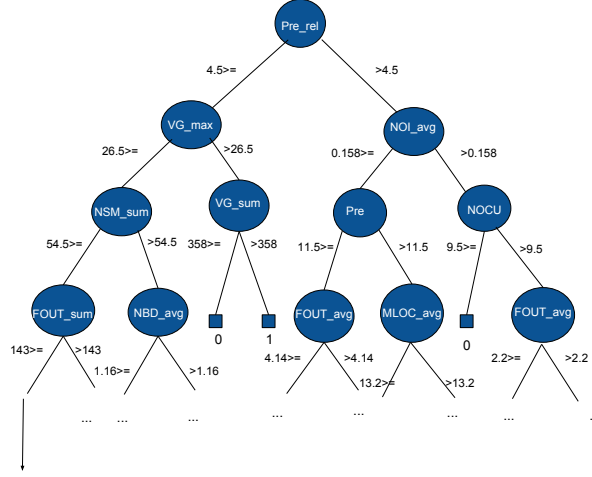 Pre_rel
4.5>= >4.5
VG_max NOI_avg
26.5>= >26.5 0.158>= >0.158
NSM_sum VG_sum Pre NOCU
54.5>= >54.5 358>= >358 11.5>= >11.5 9.5>= >9.5
FOUT_sum NBD_avg FOUT_avg MLOC_avg FOUT_avg
0 1 0
143>= >143 1.16>= >1.16 4.14>= >4.14 13.2>= >13.2 2.2>= >2.2
... ... ... ... ... ... .